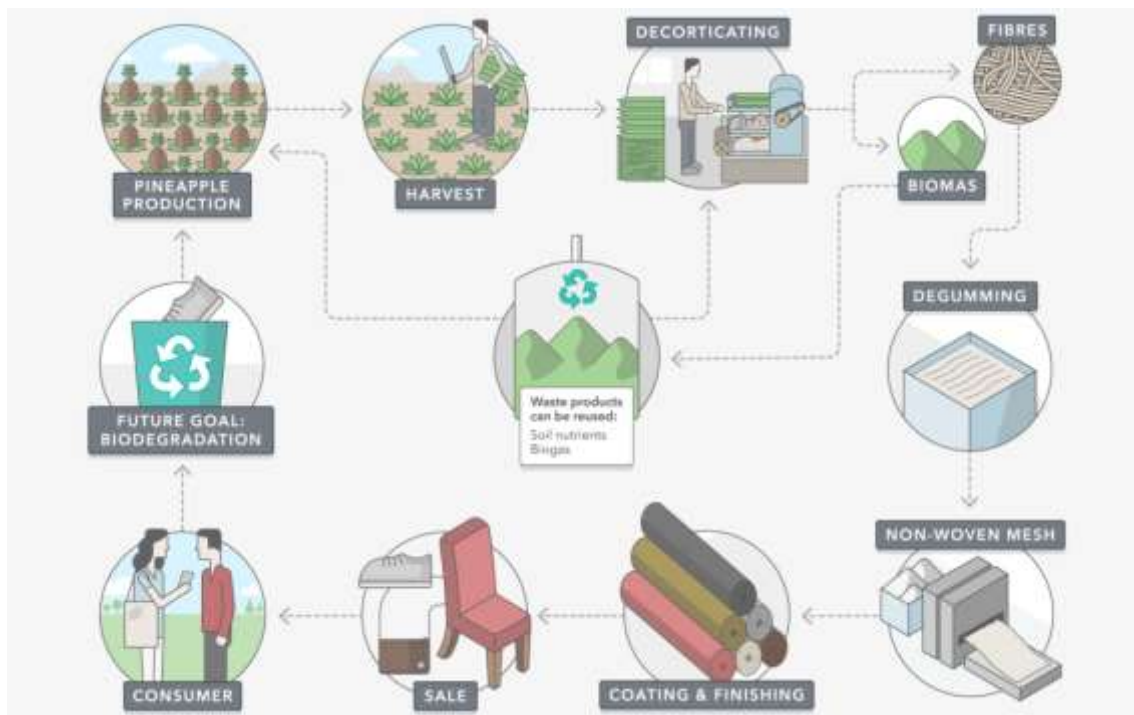 DECORTICATING
FIBRES
PINEAPPLE
PRODUCTION
HARVEST
BIOMAS
DEGUMMING
Waste products
can be reused:
Soil nutrients
Biogas
FUTURE GOAL:
BIODEGRADATION
NON-WOVEN MESH
CONSUMER
SALE
COATING & FINISHING